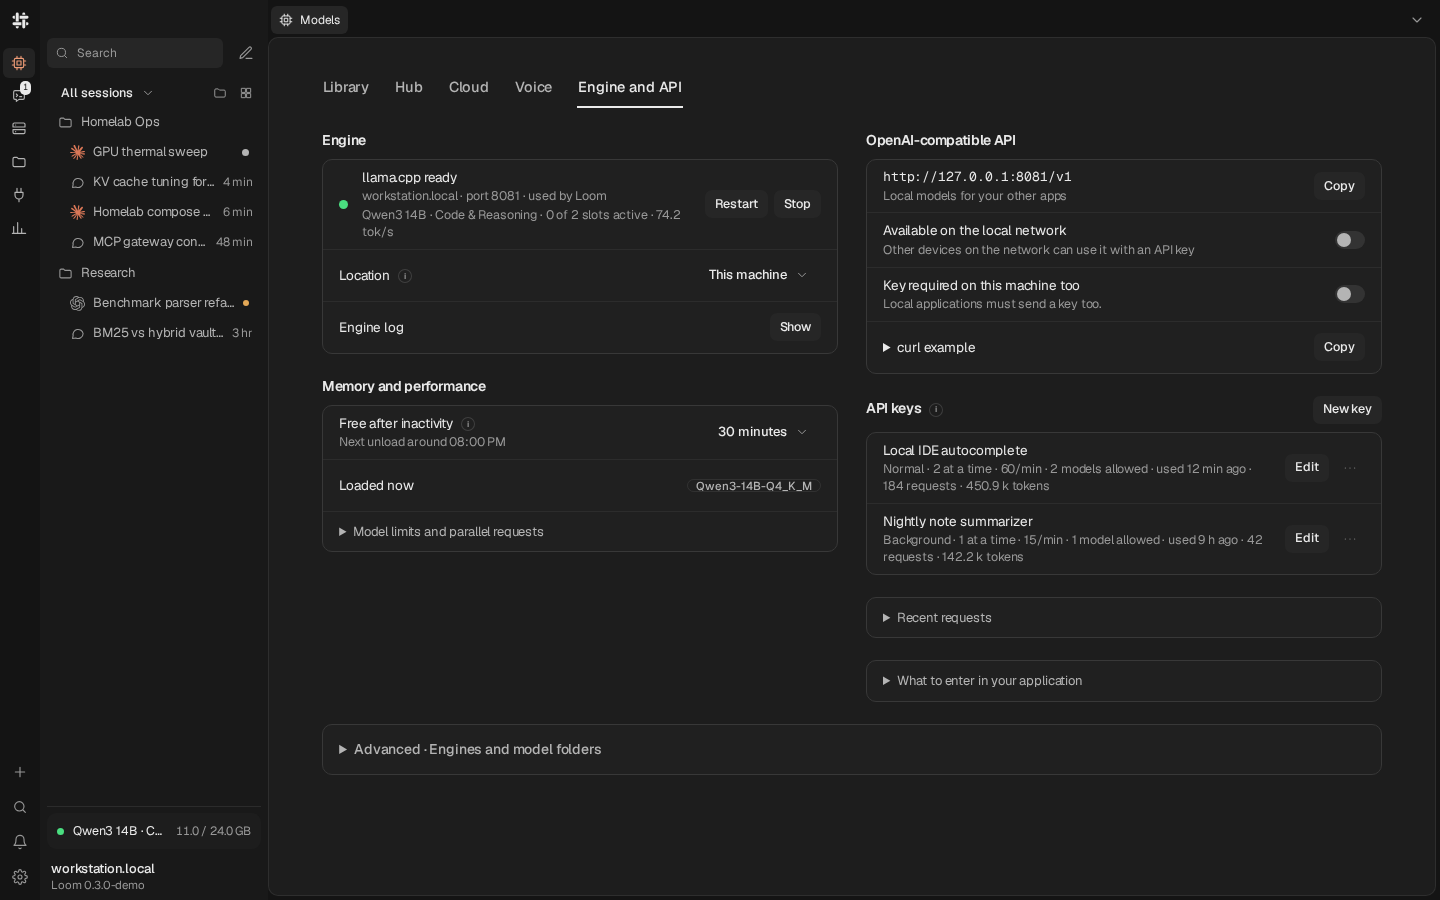 Models
1
Search
All sessions
Homelab Ops
GPU thermal sweep
KV cache tuning for... 4 min
Homelab compose ... 6 min
MCP gateway con... 48 min
Research
Benchmark parser refa...
BM25 vs hybrid vault... 3 hr
Qwen3 14B · C... 11.0 / 24.0 GB
workstation.local
Loom 0.3.0-demo
Library Hub Cloud Voice Engine and API
Engine
llama.cpp ready
workstation.local · port 8081 · used by Loom
Qwen3 14B · Code & Reasoning · 0 of 2 slots active · 74.2
tok/s
Restart Stop
Location i This machine
Engine log Show
Memory and performance
Free after inactivity i
Next unload around 08:00 PM
30 minutes
Loaded now Qwen3-14B-Q4_K_M
Model limits and parallel requests
OpenAI-compatible API
http://127.0.0.1:8081/v1
Local models for your other apps
Copy
Available on the local network
Other devices on the network can use it with an API key
Key required on this machine too
Local applications must send a key too.
curl example Copy
API keys i New key
Local IDE autocomplete
Normal · 2 at a time · 60/min · 2 models allowed · used 12 min ago ·
184 requests · 450.9 k tokens
Edit ...
Nightly note summarizer
Background · 1 at a time · 15/min · 1 model allowed · used 9 h ago · 42
requests · 142.2 k tokens
Edit ...
Recent requests
What to enter in your application
Advanced · Engines and model folders